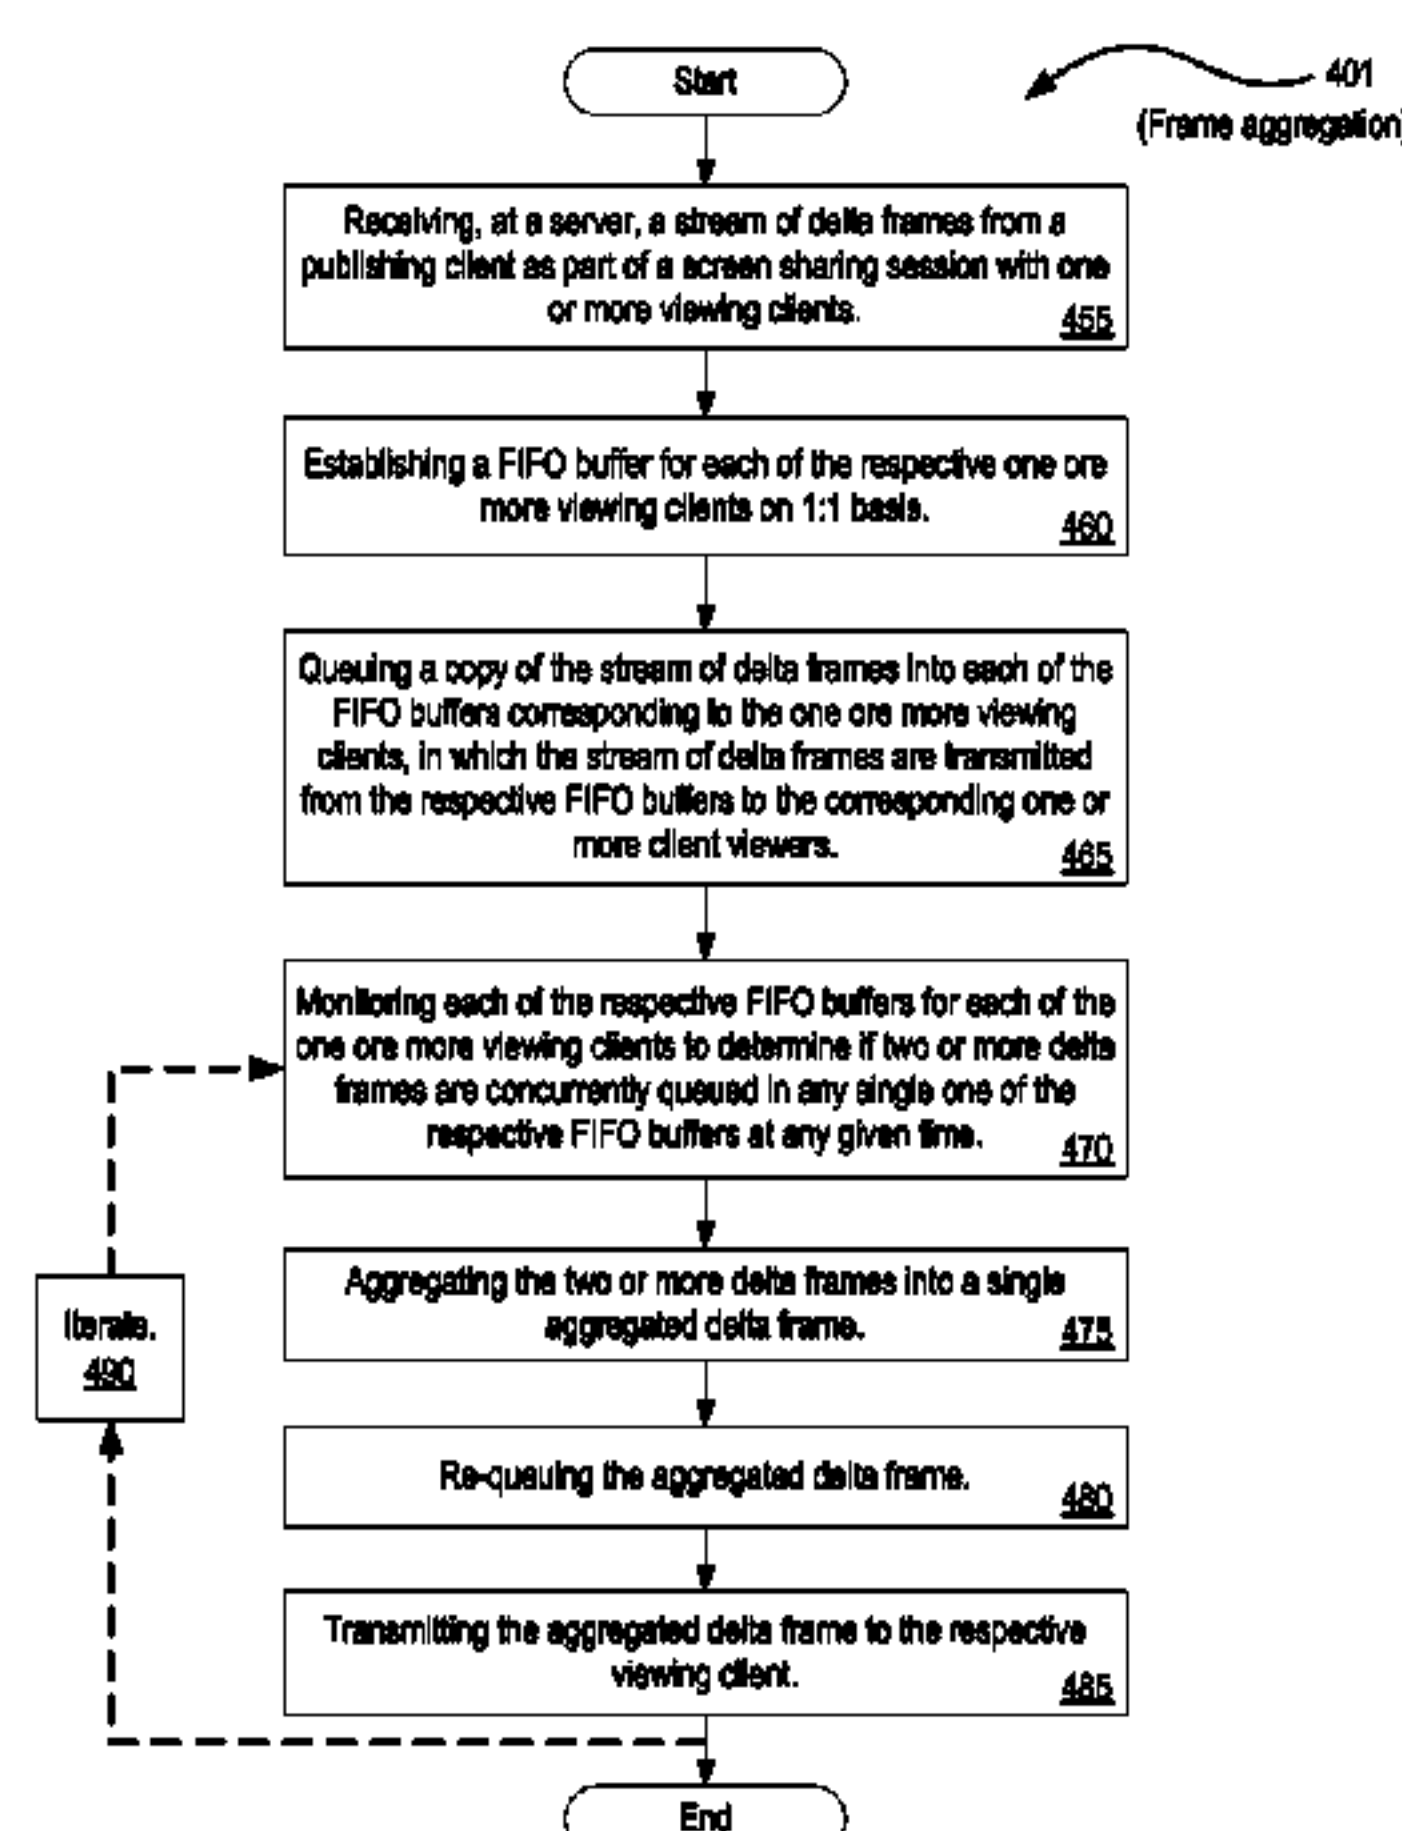 Start
401
(Frame aggregation)
Receiving, at a server, a stream of delta frames from a
publishing client as part of a screen sharing session with one
or more viewing clients.
455
Establishing a FIFO buffer for each of the respective one ore
more viewing clients on 1:1 basis.
460
Queuing a copy of the stream of delta frames into each of the
FIFO buffers corresponding to the one ore more viewing
clients, in which the stream of delta frames are transmitted
from the respective FIFO buffers to the corresponding one or
more client viewers.
465
Monitoring each of the respective FIFO buffers for each of the
one ore more viewing clients to determine if two or more delta
frames are concurrently queued in any single one of the
respective FIFO buffers at any given time.
470
Aggregating the two or more delta frames into a single
aggregated delta frame.
475
Iterate.
490
Re-queuing the aggregated delta frame.
480
Transmitting the aggregated delta frame to the respective
viewing client.
485
End